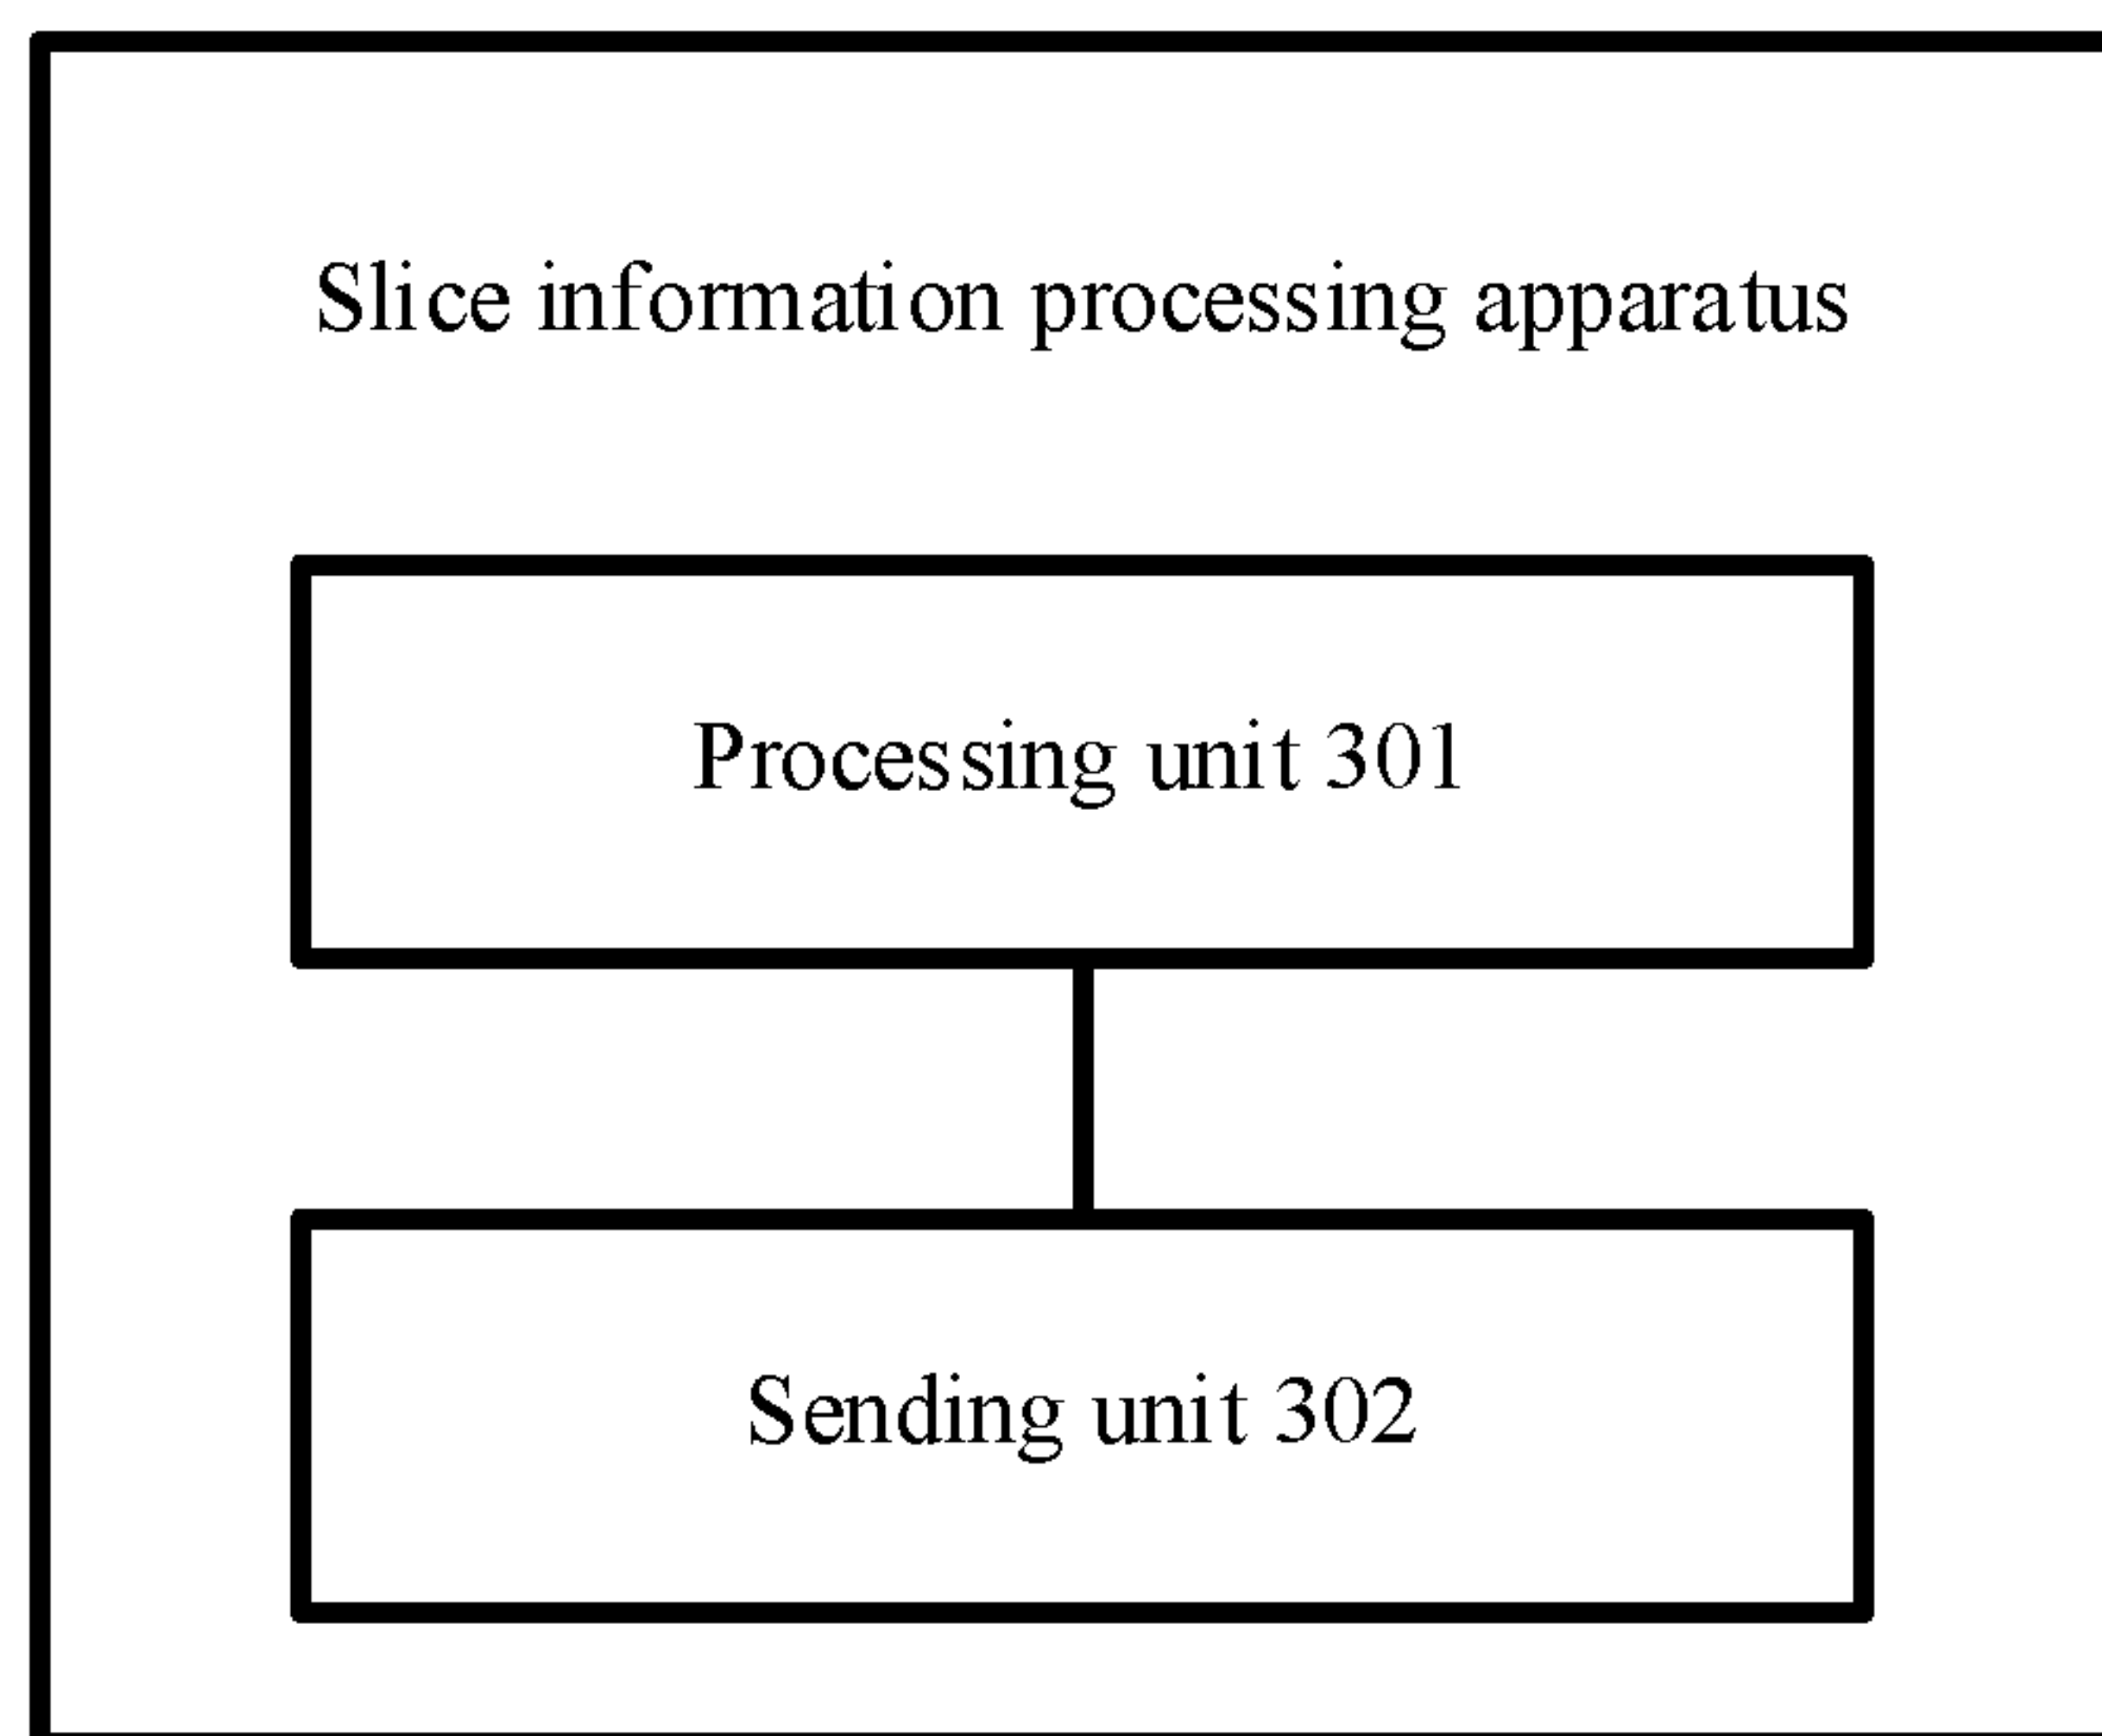 Slice information processing apparatus
Processing unit 301
Sending unit 302